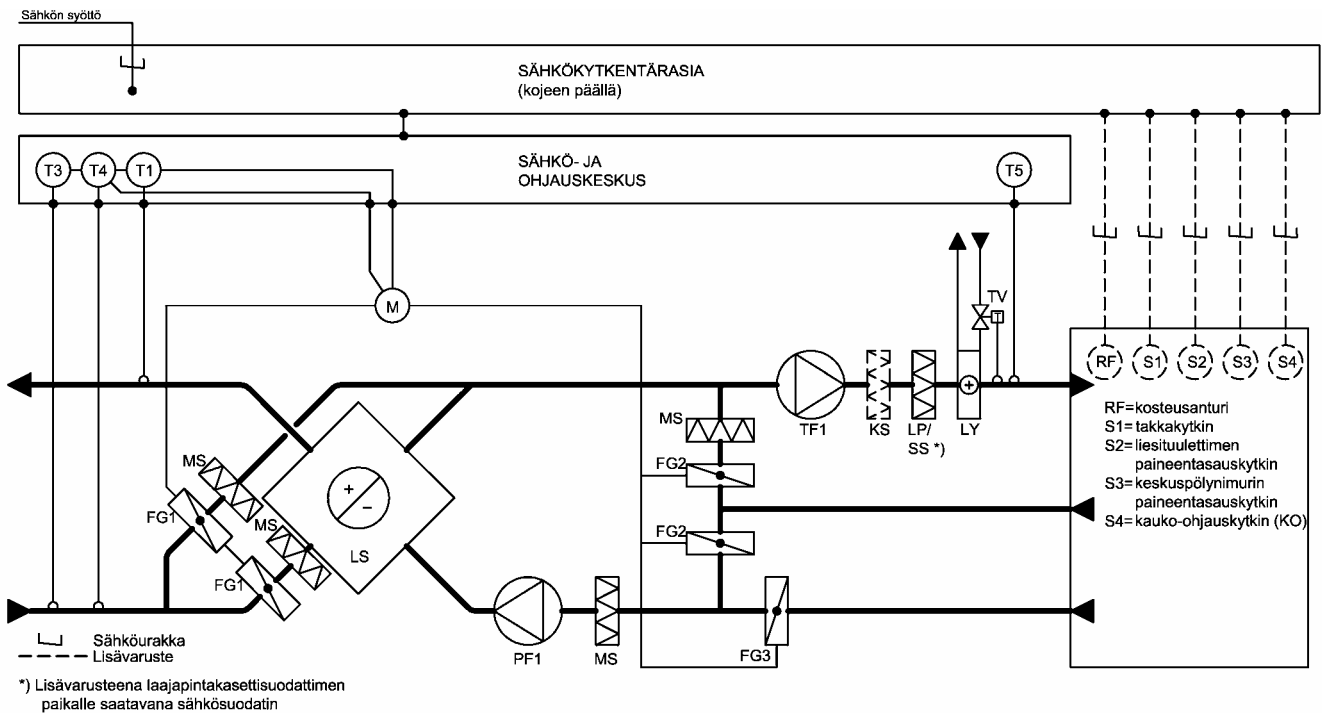 Sähkön syöttö
SÄHKÖKYTKENTÄRASIA
(kojeen päällä)
SÄHKÖ- JA
OHJAUSKESKUS
T3
T4
T1
T5
M
TV
T
RF
S1
S2
S3
S4
MS
TF1
KS
LP/
SS *)
LY
RF=kosteusanturi
S1=takkakytkin
S2=liesituulettimen
paineentasauskytkin
S3=keskuspölynimurin
paineentasauskytkin
S4=kauko-ohjauskytkin (KO)
MS
FG2
FG1
MS
+
–
LS
FG2
FG1
+
PF1
MS
FG3
Sähköurakka
Lisävaruste
*) Lisävarusteena laajapintakasettisuodattimen
paikalle saatavana sähkösuodatin